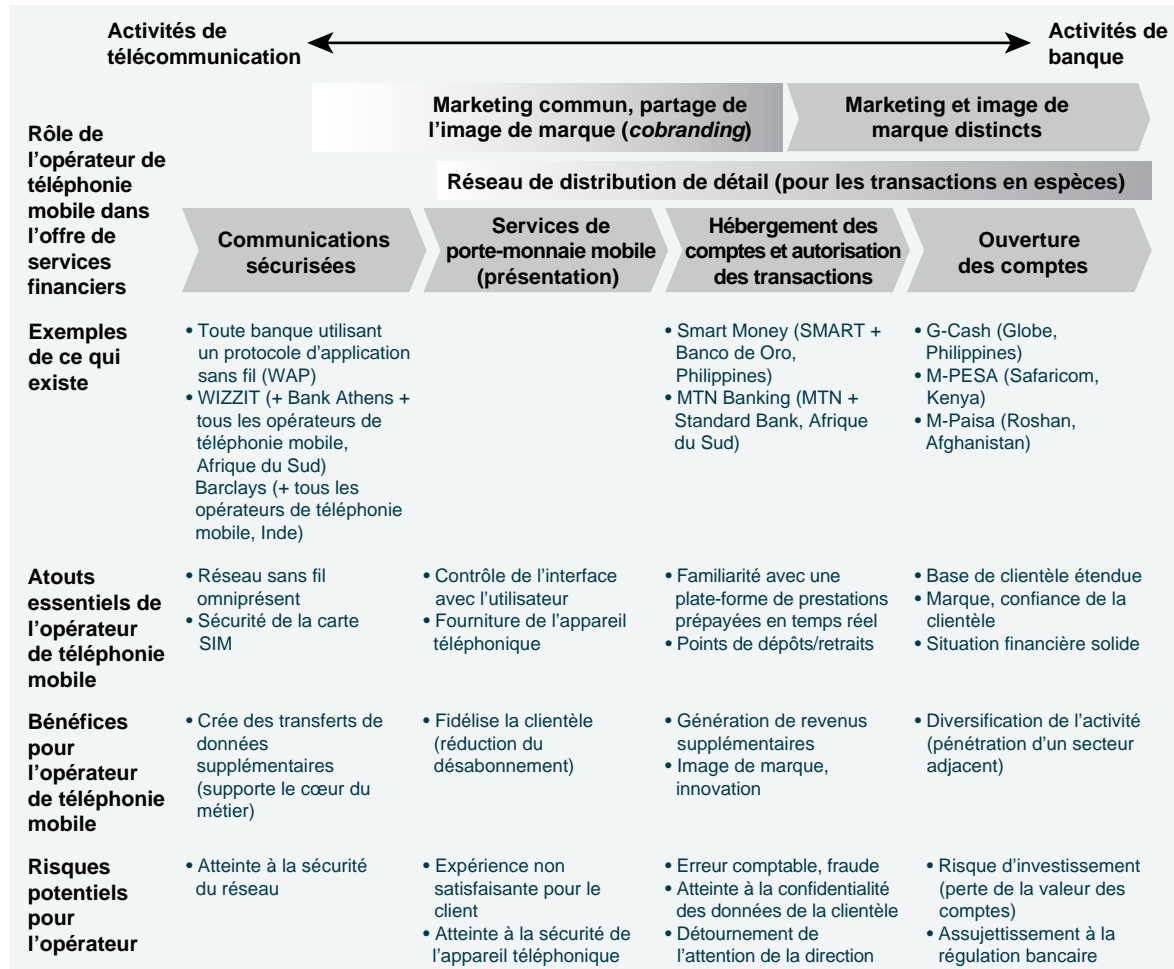 Activités de
télécommunication
Activités de
banque
Marketing commun, partage de
l'image de marque (cobranding)
Marketing et image de
marque distincts
Réseau de distribution de détail (pour les transactions en espèces)
Rôle de
l'opérateur de
téléphonie
mobile dans
l'offre de
services
financiers
Communications
sécurisées
Services de
porte-monnaie mobile
(présentation)
Hébergement des
comptes et autorisation
des transactions
Ouverture
des comptes
Exemples
de ce qui
existe
• Toute banque utilisant
un protocole d'application
sans fil (WAP)
• WIZZIT (+ Bank Athens +
tous les opérateurs de
téléphonie mobile,
Afrique du Sud)
Barclays (+ tous les
opérateurs de téléphonie
mobile, Inde)
• Smart Money (SMART +
Banco de Oro,
Philippines)
• MTN Banking (MTN +
Standard Bank, Afrique
du Sud)
• G-Cash (Globe,
Philippines)
• M-PESA (Safaricom,
Kenya)
• M-Paisa (Roshan,
Afghanistan)
Atouts
essentiels de
l'opérateur
de téléphonie
mobile
• Réseau sans fil
omniprésent
• Sécurité de la carte
SIM
• Contrôle de l'interface
avec l'utilisateur
• Fourniture de l'appareil
téléphonique
• Familiarité avec une
plate-forme de prestations
prépayées en temps réel
• Points de dépôts/retraits
• Base de clientèle étendue
• Marque, confiance de la
clientèle
• Situation financière solide
Bénéfices
pour
l'opérateur
de téléphonie
mobile
• Crée des transferts de
données
supplémentaires
(supporte le cœur du
métier)
• Fidélise la clientèle
(réduction du
désabonnement)
• Génération de revenus
supplémentaires
• Image de marque,
innovation
• Diversification de l'activité
(pénétration d'un secteur
adjacent)
Risques
potentiels
pour
l'opérateur
• Atteinte à la sécurité
du réseau
• Expérience non
satisfaisante pour le
client
• Atteinte à la sécurité de
l'appareil téléphonique
• Erreur comptable, fraude
• Atteinte à la confidentialité
des données de la clientèle
• Détournement de
l'attention de la direction
• Risque d'investissement
(perte de la valeur des
comptes)
• Assujettissement à la
régulation bancaire